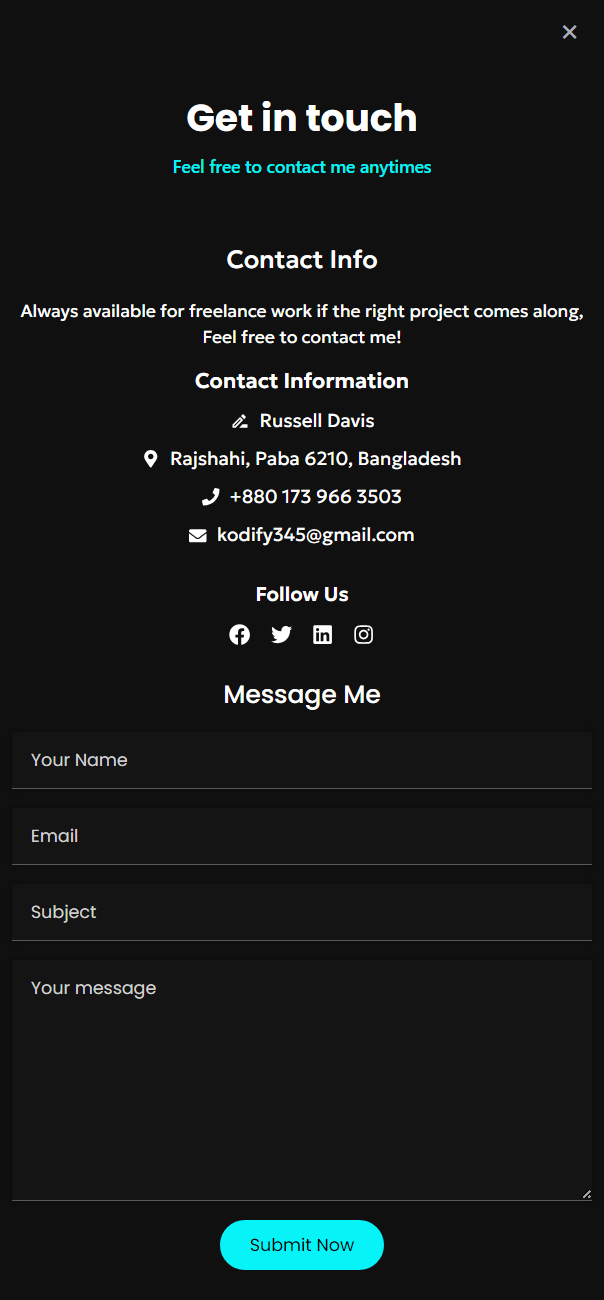 Get in touch
Feel free to contact me anytimes
Contact Info
Always available for freelance work if the right project comes along,
Feel free to contact me!
Contact Information
Russell Davis
Rajshahi, Paba 6210, Bangladesh
+880 173 966 3503
kodify345@gmail.com
Follow Us
Message Me
Your Name
Email
Subject
Your message
Submit Now